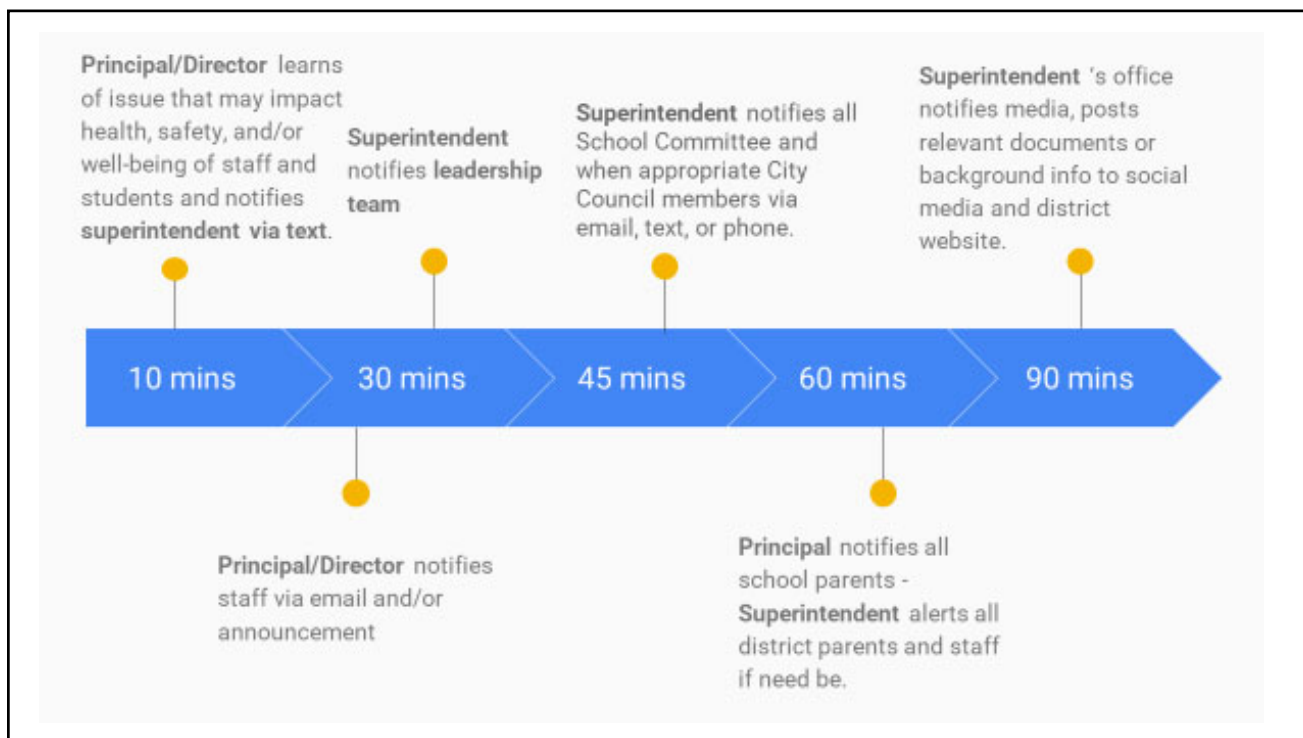 Principal/Director learns
of issue that may impact
health, safety, and/or
well-being of staff and
students and notifies
superintendent via text.
Superintendent
notifies leadership
team
Superintendent notifies all
School Committee and
when appropriate City
Council members via
email, text, or phone.
Superintendent 's office
notifies media, posts
relevant documents or
background info to social
media and district
website.
10 mins
30 mins
45 mins
60 mins
90 mins
Principal/Director notifies
staff via email and/or
announcement
Principal notifies all
school parents -
Superintendent alerts all
district parents and staff
if need be.